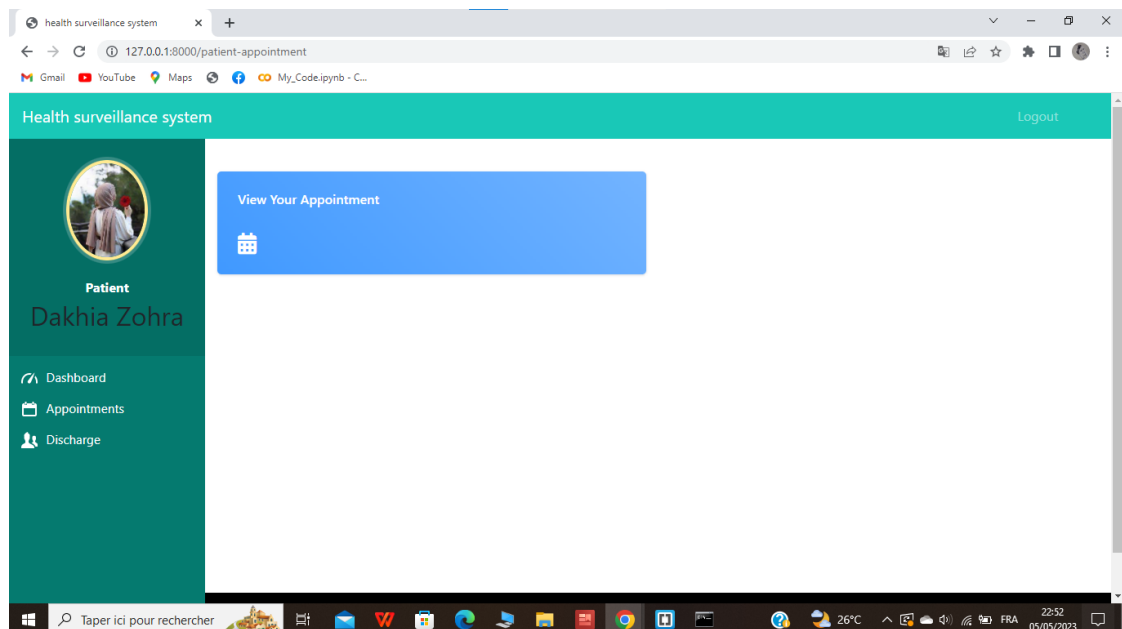 health surveillance system
127.0.0.1:8000/patient-appointment
Gmail YouTube Maps My_Code.ipynb - C...
Health surveillance system Logout
View Your Appointment
Patient
Dakhia Zohra
Dashboard
Appointments
Discharge
Taper ici pour rechercher 26°C FRA 22:52
05/05/2023